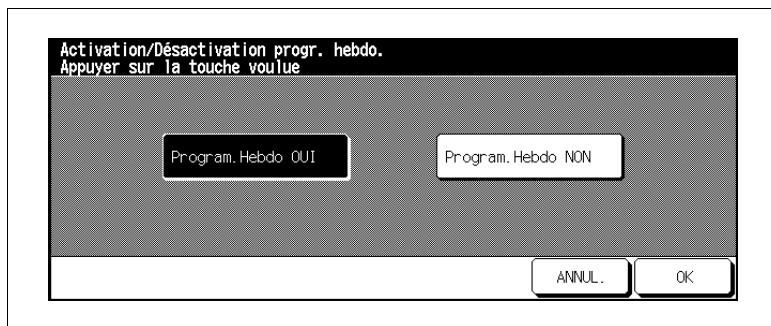 Activation/Désactivation progr. hebdo.
Appuyer sur la touche voulue
Program.Hebdo OUI
Program.Hebdo NON
ANNUL.
OK